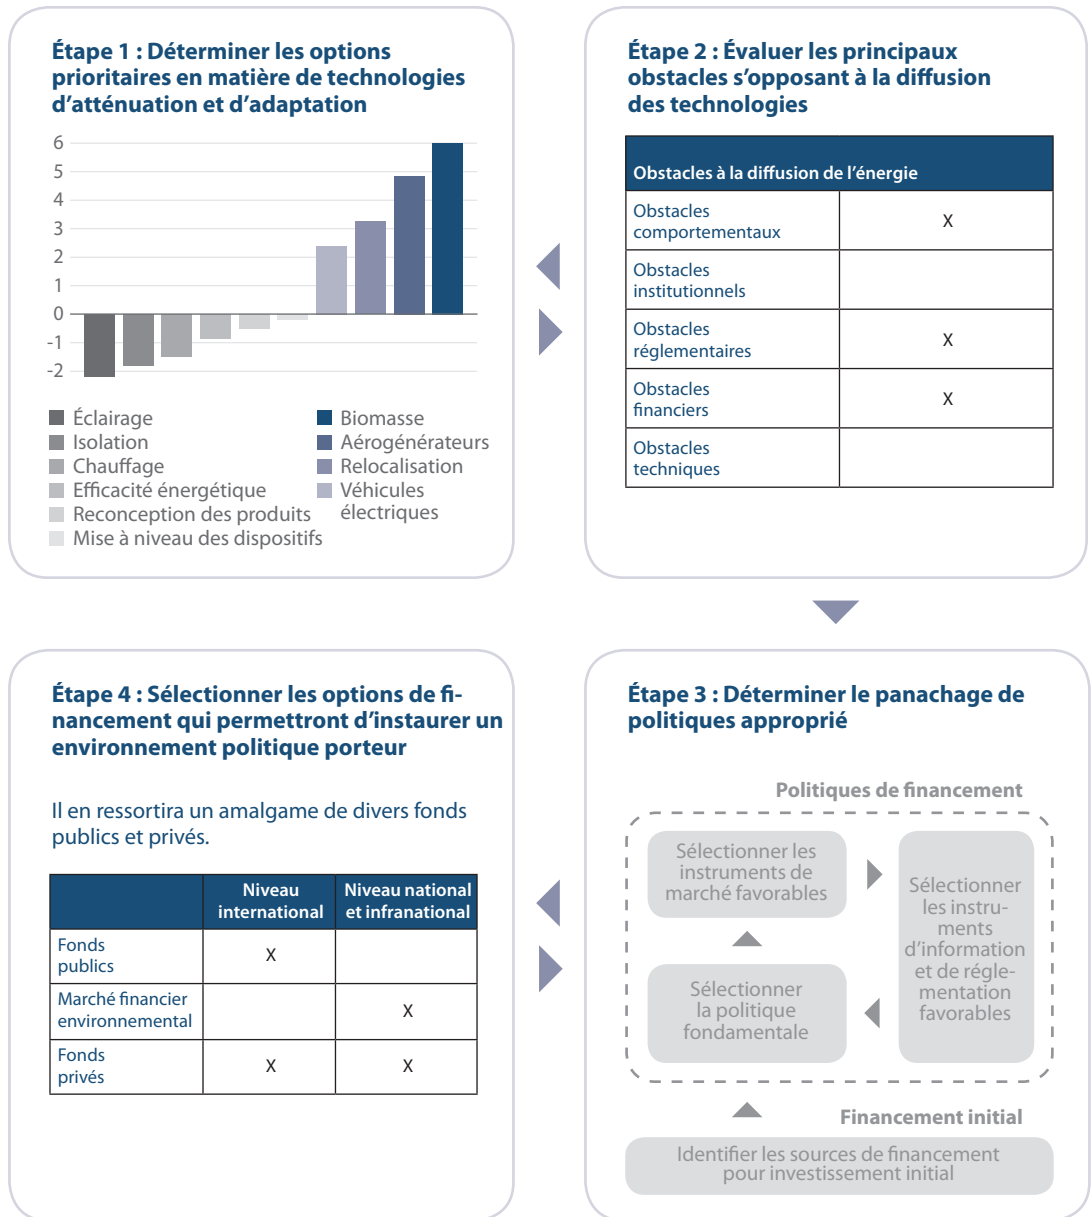 Étape 1 : Déterminer les options
prioritaires en matière de technologies
d’atténuation et d’adaptation
6
5
4
3
2
1
0
-1
-2
Éclairage
Isolation
Chauffage
Efficacité énergétique
Reconception des produits
Mise à niveau des dispositifs
Biomasse
Aérogénérateurs
Relocalisation
Véhicules
électriques
Étape 2 : Évaluer les principaux
obstacles s’opposant à la diffusion
des technologies
Obstacles à la diffusion de l’énergie
Obstacles
comportementaux
X
Obstacles
institutionnels
Obstacles
réglementaires
X
Obstacles
financiers
X
Obstacles
techniques
Étape 4 : Sélectionner les options de fi-
nancement qui permettront d’instaurer un
environnement politique porteur
Il en ressortira un amalgame de divers fonds
publics et privés.
Niveau
international
Niveau national
et infranational
Fonds
publics
X
Marché financier
environnemental
X
Fonds
privés
X
X
Étape 3 : Déterminer le panachage de
politiques approprié
Politiques de financement
Sélectionner les
instruments de
marché favorables
Sélectionner
les instru-
ments
d’information
et de régle-
mentation
favorables
Sélectionner
la politique
fondamentale
Financement initial
Identifier les sources de financement
pour investissement initial